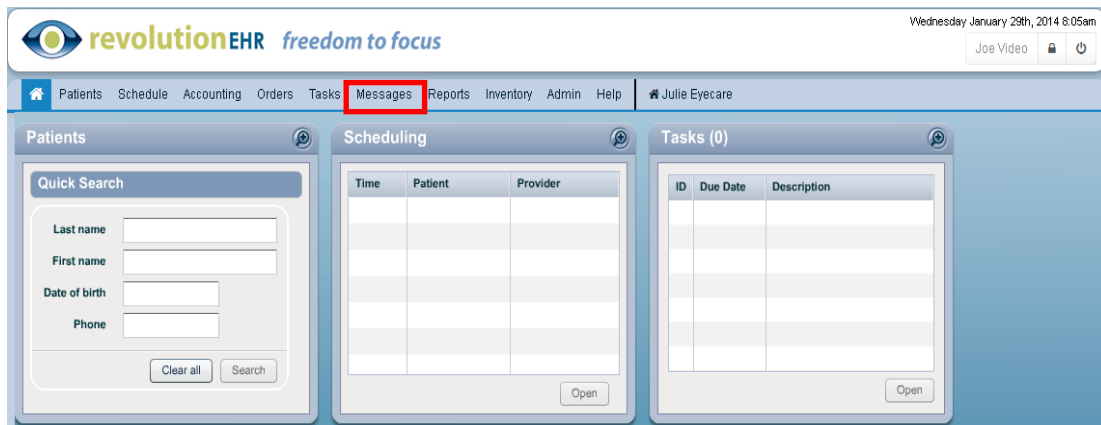 Wednesday January 29th, 2014 8:05am
revolutionEHR freedom to focus
Joe Video
Patients Schedule Accounting Orders Tasks Messages Reports Inventory Admin Help Julie Eyecare
Patients
Quick Search
Last name
First name
Date of birth
Phone
Clear all Search
Scheduling
Time Patient Provider
Open
Tasks (0)
ID Due Date Description
Open